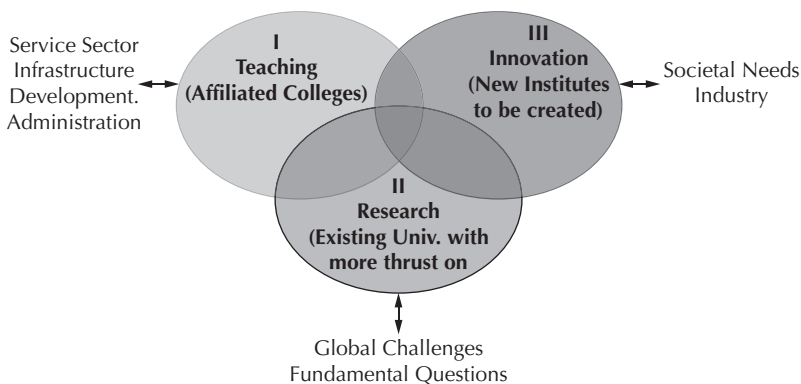 Service Sector
Infrastructure
Development.
Administration
I
Teaching
(Affiliated Colleges)
III
Innovation
(New Institutes
to be created)
Societal Needs
Industry
II
Research
(Existing Univ. with
more thrust on
Global Challenges
Fundamental Questions